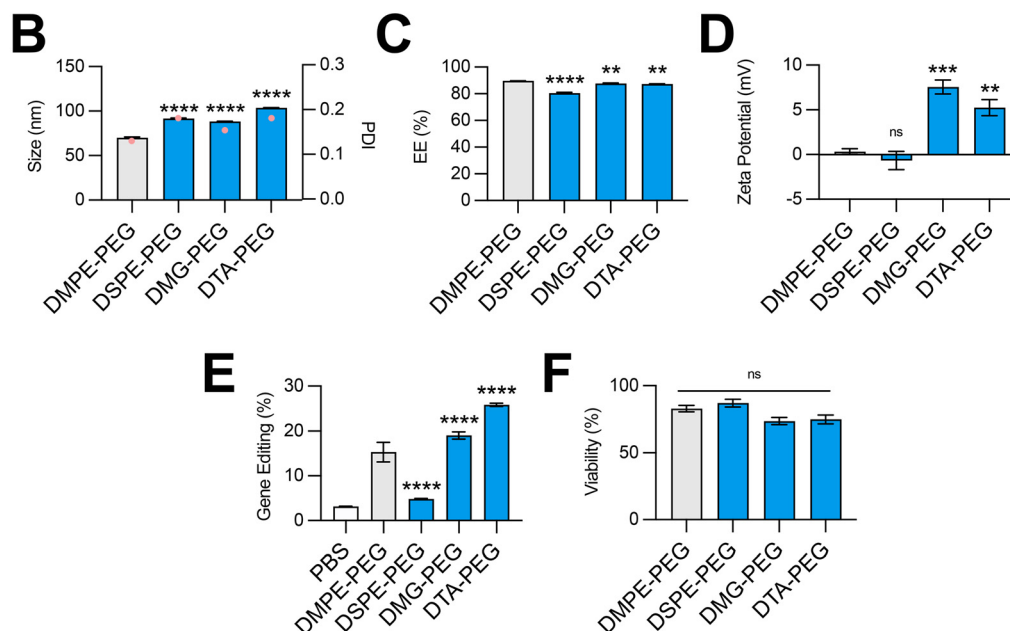 B
150
100
50
0
Size (nm)
0.3
0.2
0.1
0.0
PDI
****
****
****
DMPE-PEG
DSPE-PEG
DMG-PEG
DTA-PEG
C
100
80
60
40
20
0
EE (%)
****
**
**
DMPE-PEG
DSPE-PEG
DMG-PEG
DTA-PEG
D
10
5
0
-5
Zeta Potential (mV)
ns
***
**
DMPE-PEG
DSPE-PEG
DMG-PEG
DTA-PEG
E
30
20
10
0
Gene Editing (%)
****
****
****
PBS
DMPE-PEG
DSPE-PEG
DMG-PEG
DTA-PEG
F
100
50
0
Viability (%)
ns
DMPE-PEG
DSPE-PEG
DMG-PEG
DTA-PEG